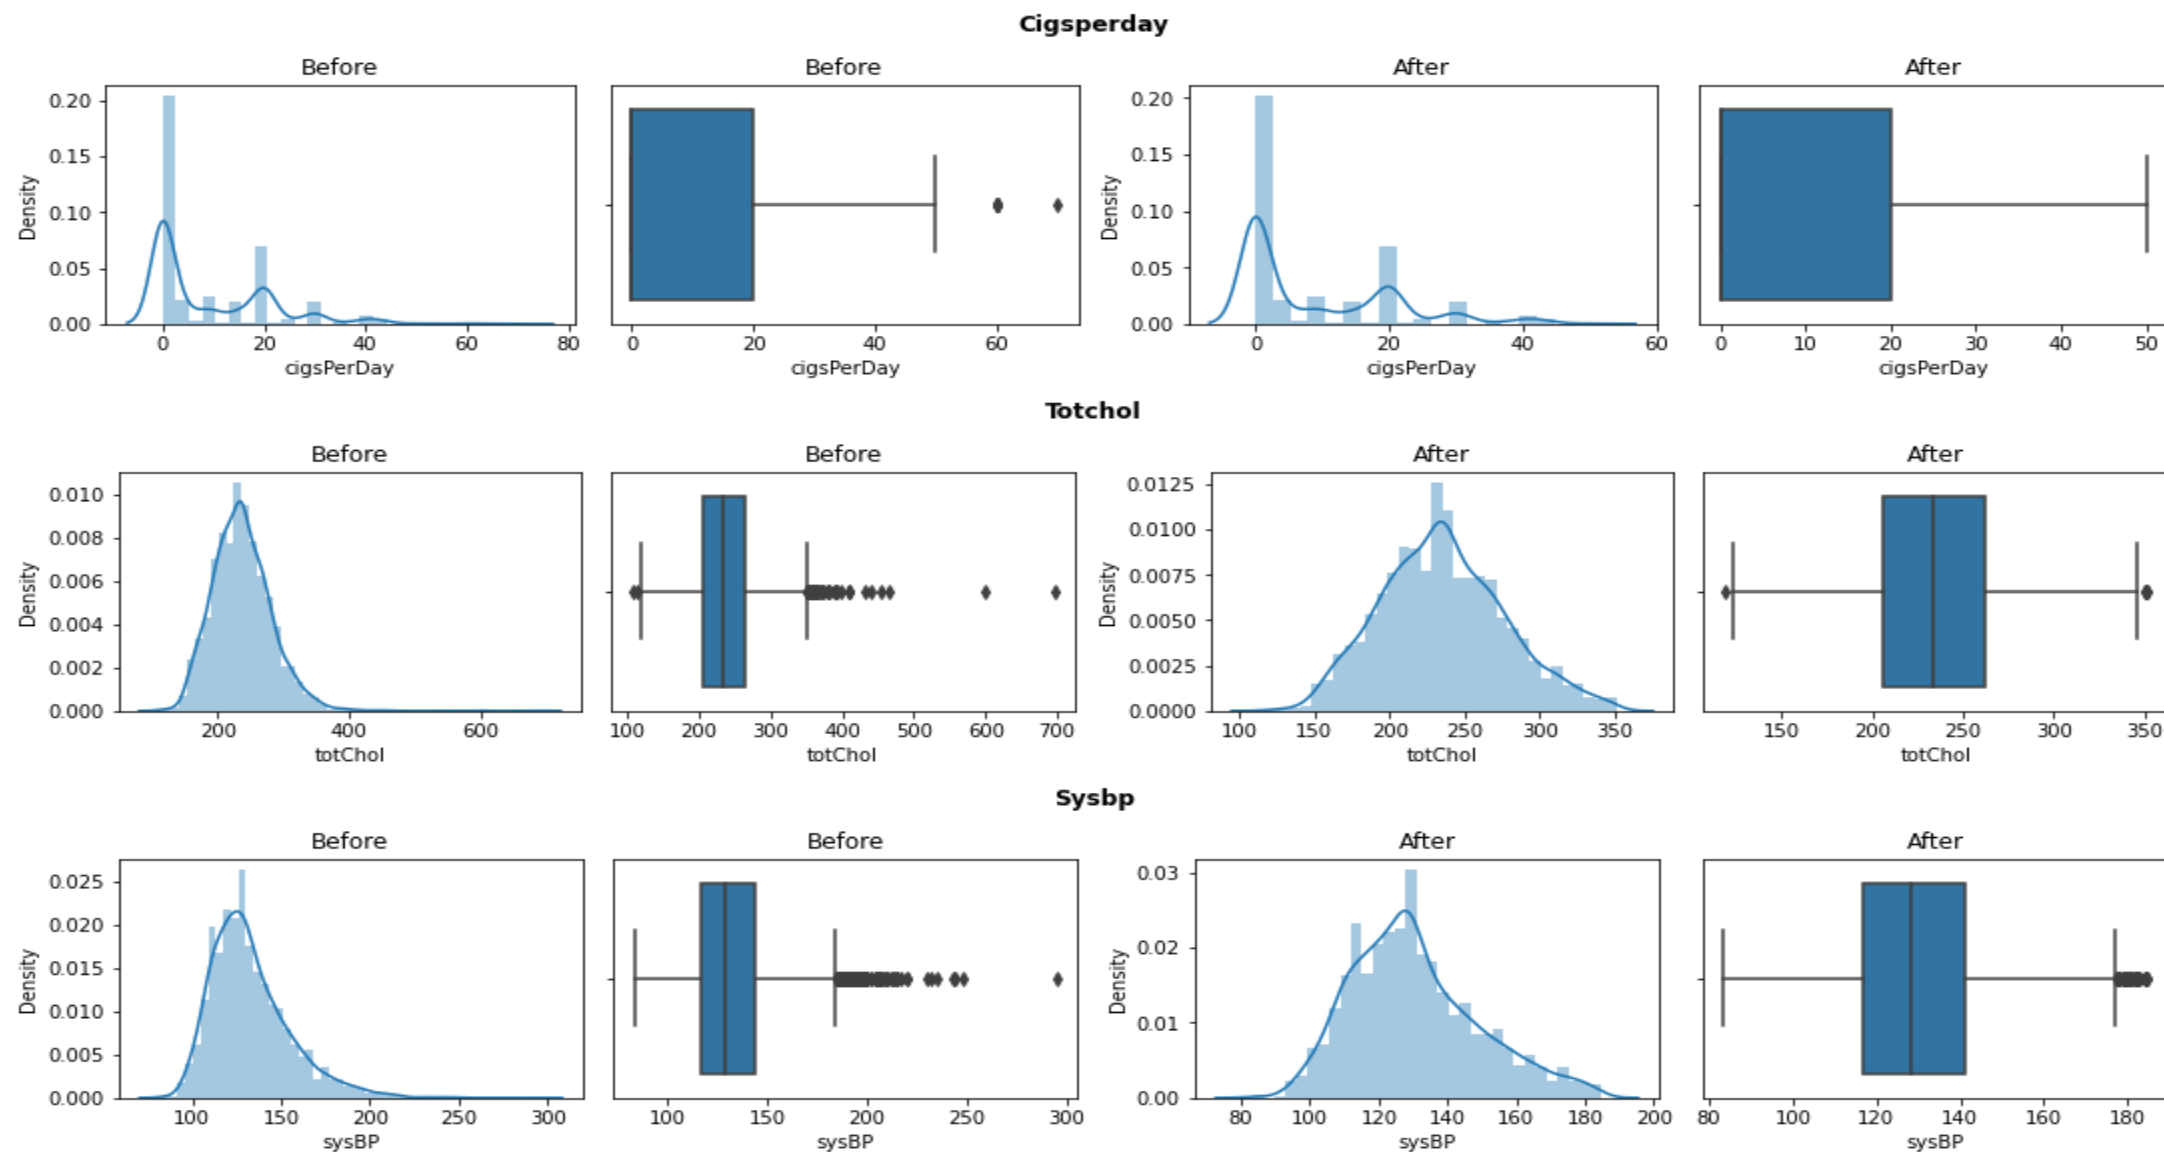 Cigsperday
Before Before After After
0.20
0.15
0.10
0.05
0.00
Density
0 20 40 60 80
cigsPerDay
0 20 40 60
cigsPerDay
0.20
0.15
0.10
0.05
0.00
Density
0 20 40 60
cigsPerDay
0 10 20 30 40 50
cigsPerDay
Totchol
Before Before After After
0.010
0.008
0.006
0.004
0.002
0.000
Density
200 400 600
totChol
100 200 300 400 500 600 700
totChol
0.0125
0.0100
0.0075
0.0050
0.0025
0.0000
Density
100 150 200 250 300 350
totChol
150 200 250 300 350
totChol
Sysbp
Before Before After After
0.025
0.020
0.015
0.010
0.005
0.000
Density
100 150 200 250 300
sysBP
100 150 200 250 300
sysBP
0.03
0.02
0.01
0.00
Density
80 100 120 140 160 180 200
sysBP
80 100 120 140 160 180
sysBP